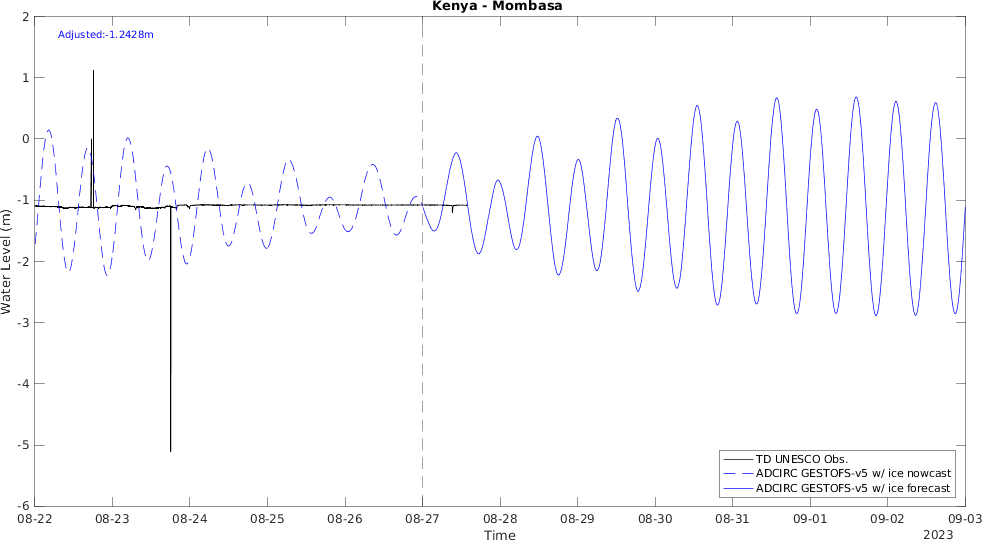 Kenya - Mombasa
Adjusted:-1.2428m
Water Level (m)
2
1
0
-1
-2
-3
-4
-5
-6
TD UNESCO Obs.
ADCIRC GESTOFS-v5 w/ ice nowcast
ADCIRC GESTOFS-v5 w/ ice forecast
08-22 08-23 08-24 08-25 08-26 08-27 08-28 08-29 08-30 08-31 09-01 09-02 09-03
Time
2023